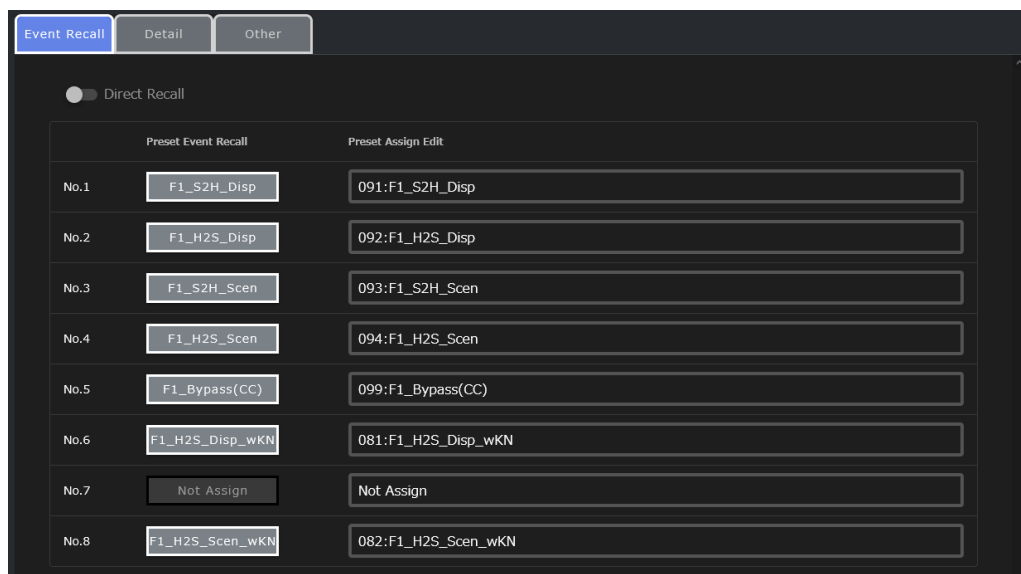 Event Recall Detail Other
Direct Recall
Preset Event Recall Preset Assign Edit
No.1 F1_S2H_Disp 091:F1_S2H_Disp
No.2 F1_H2S_Disp 092:F1_H2S_Disp
No.3 F1_S2H_Scen 093:F1_S2H_Scen
No.4 F1_H2S_Scen 094:F1_H2S_Scen
No.5 F1_Bypass(CC) 099:F1_Bypass(CC)
No.6 F1_H2S_Disp_wKN 081:F1_H2S_Disp_wKN
No.7 Not Assign Not Assign
No.8 F1_H2S_Scen_wKN 082:F1_H2S_Scen_wKN